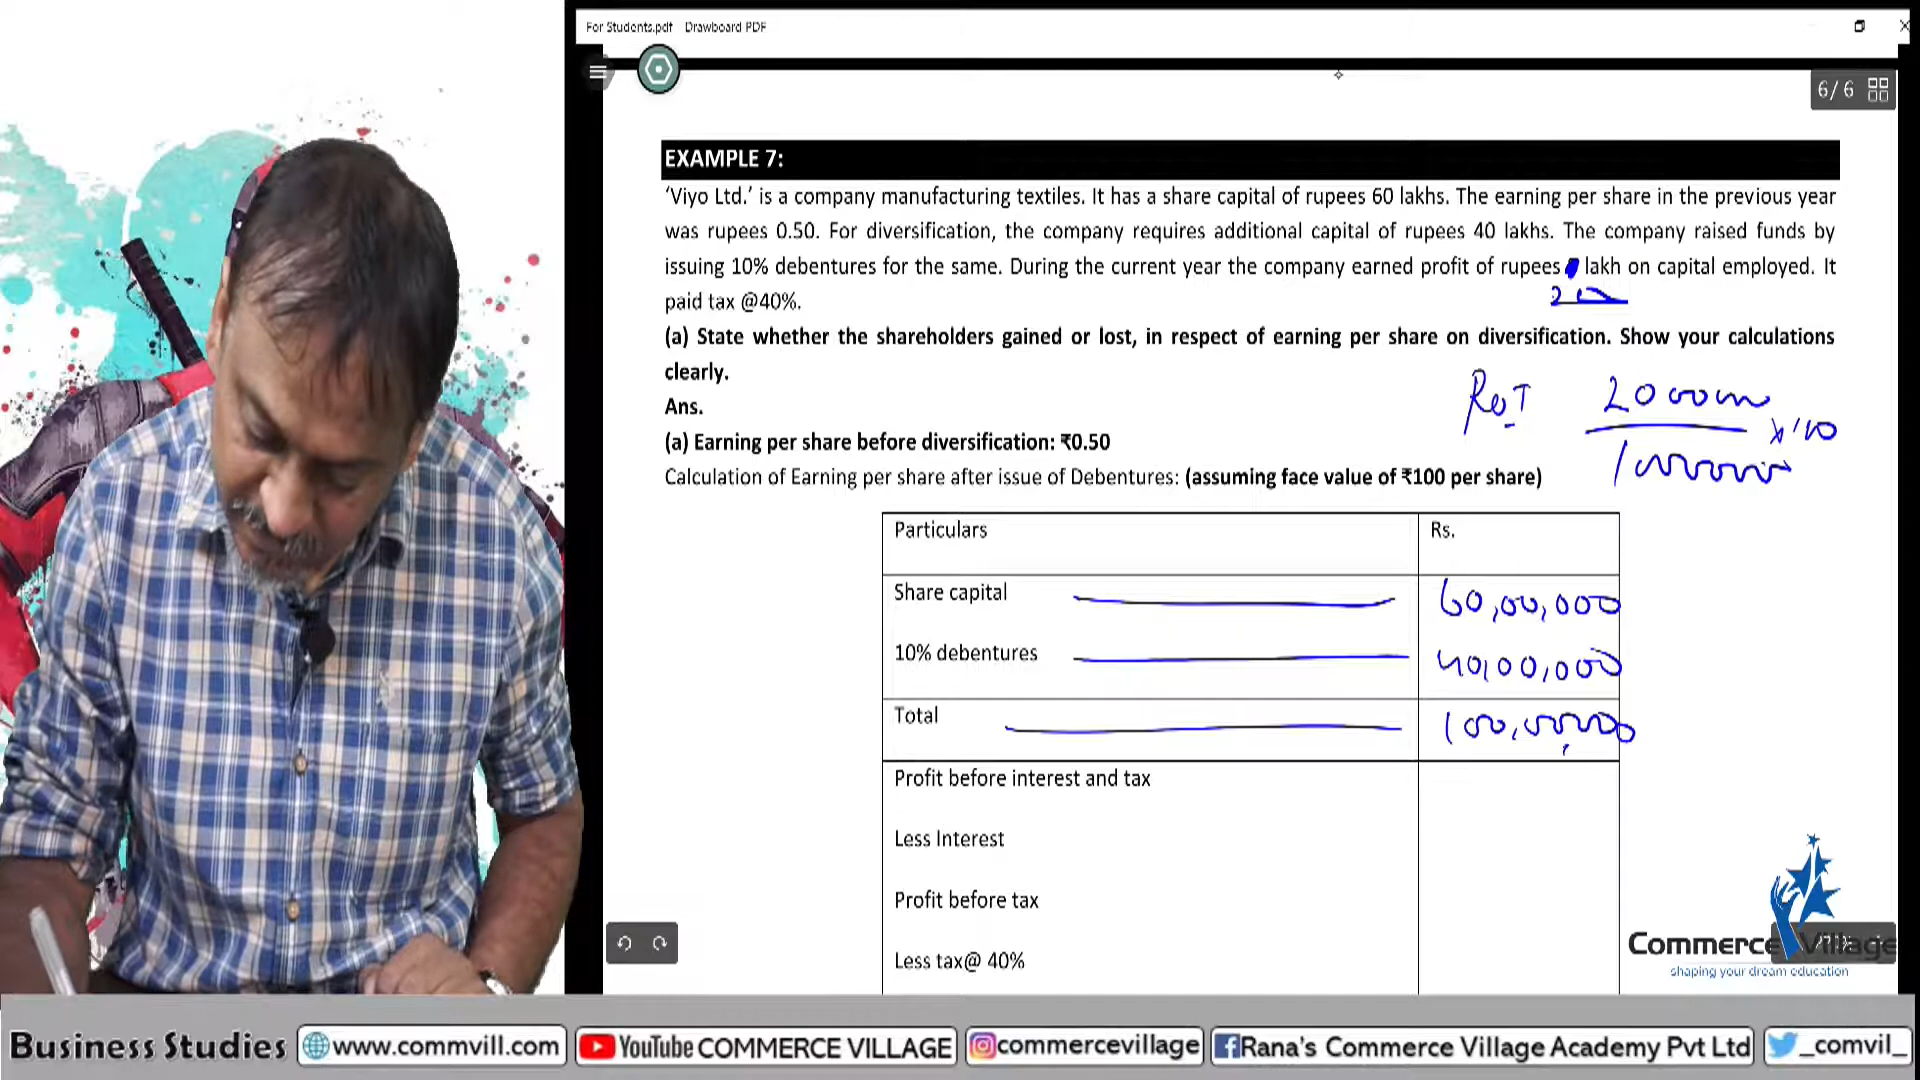 For Students.pdf Drawboard PDF
6/6
EXAMPLE 7:
‘Viyo Ltd.’ is a company manufacturing textiles. It has a share capital of rupees 60 lakhs. The earning per share in the previous year
was rupees 0.50. For diversification, the company requires additional capital of rupees 40 lakhs. The company raised funds by
issuing 10% debentures for the same. During the current year the company earned profit of rupees lakh on capital employed. It
paid tax @40%.
20
(a) State whether the shareholders gained or lost, in respect of earning per share on diversification. Show your calculations
clearly.
Ans.
ROI
(a) Earning per share before diversification: ₹0.50
Calculation of Earning per share after issue of Debentures: (assuming face value of ₹100 per share)
Particulars Rs.
Share capital 60,00,000
10% debentures 40,00,000
Total
Profit before interest and tax
Less Interest
Profit before tax
Less tax@ 40%
Commerce Village
shaping your dream education
Business Studies www.commvill.com YouTube COMMERCE VILLAGE commercevillage Rana's Commerce Village Academy Pvt Ltd _comvil_